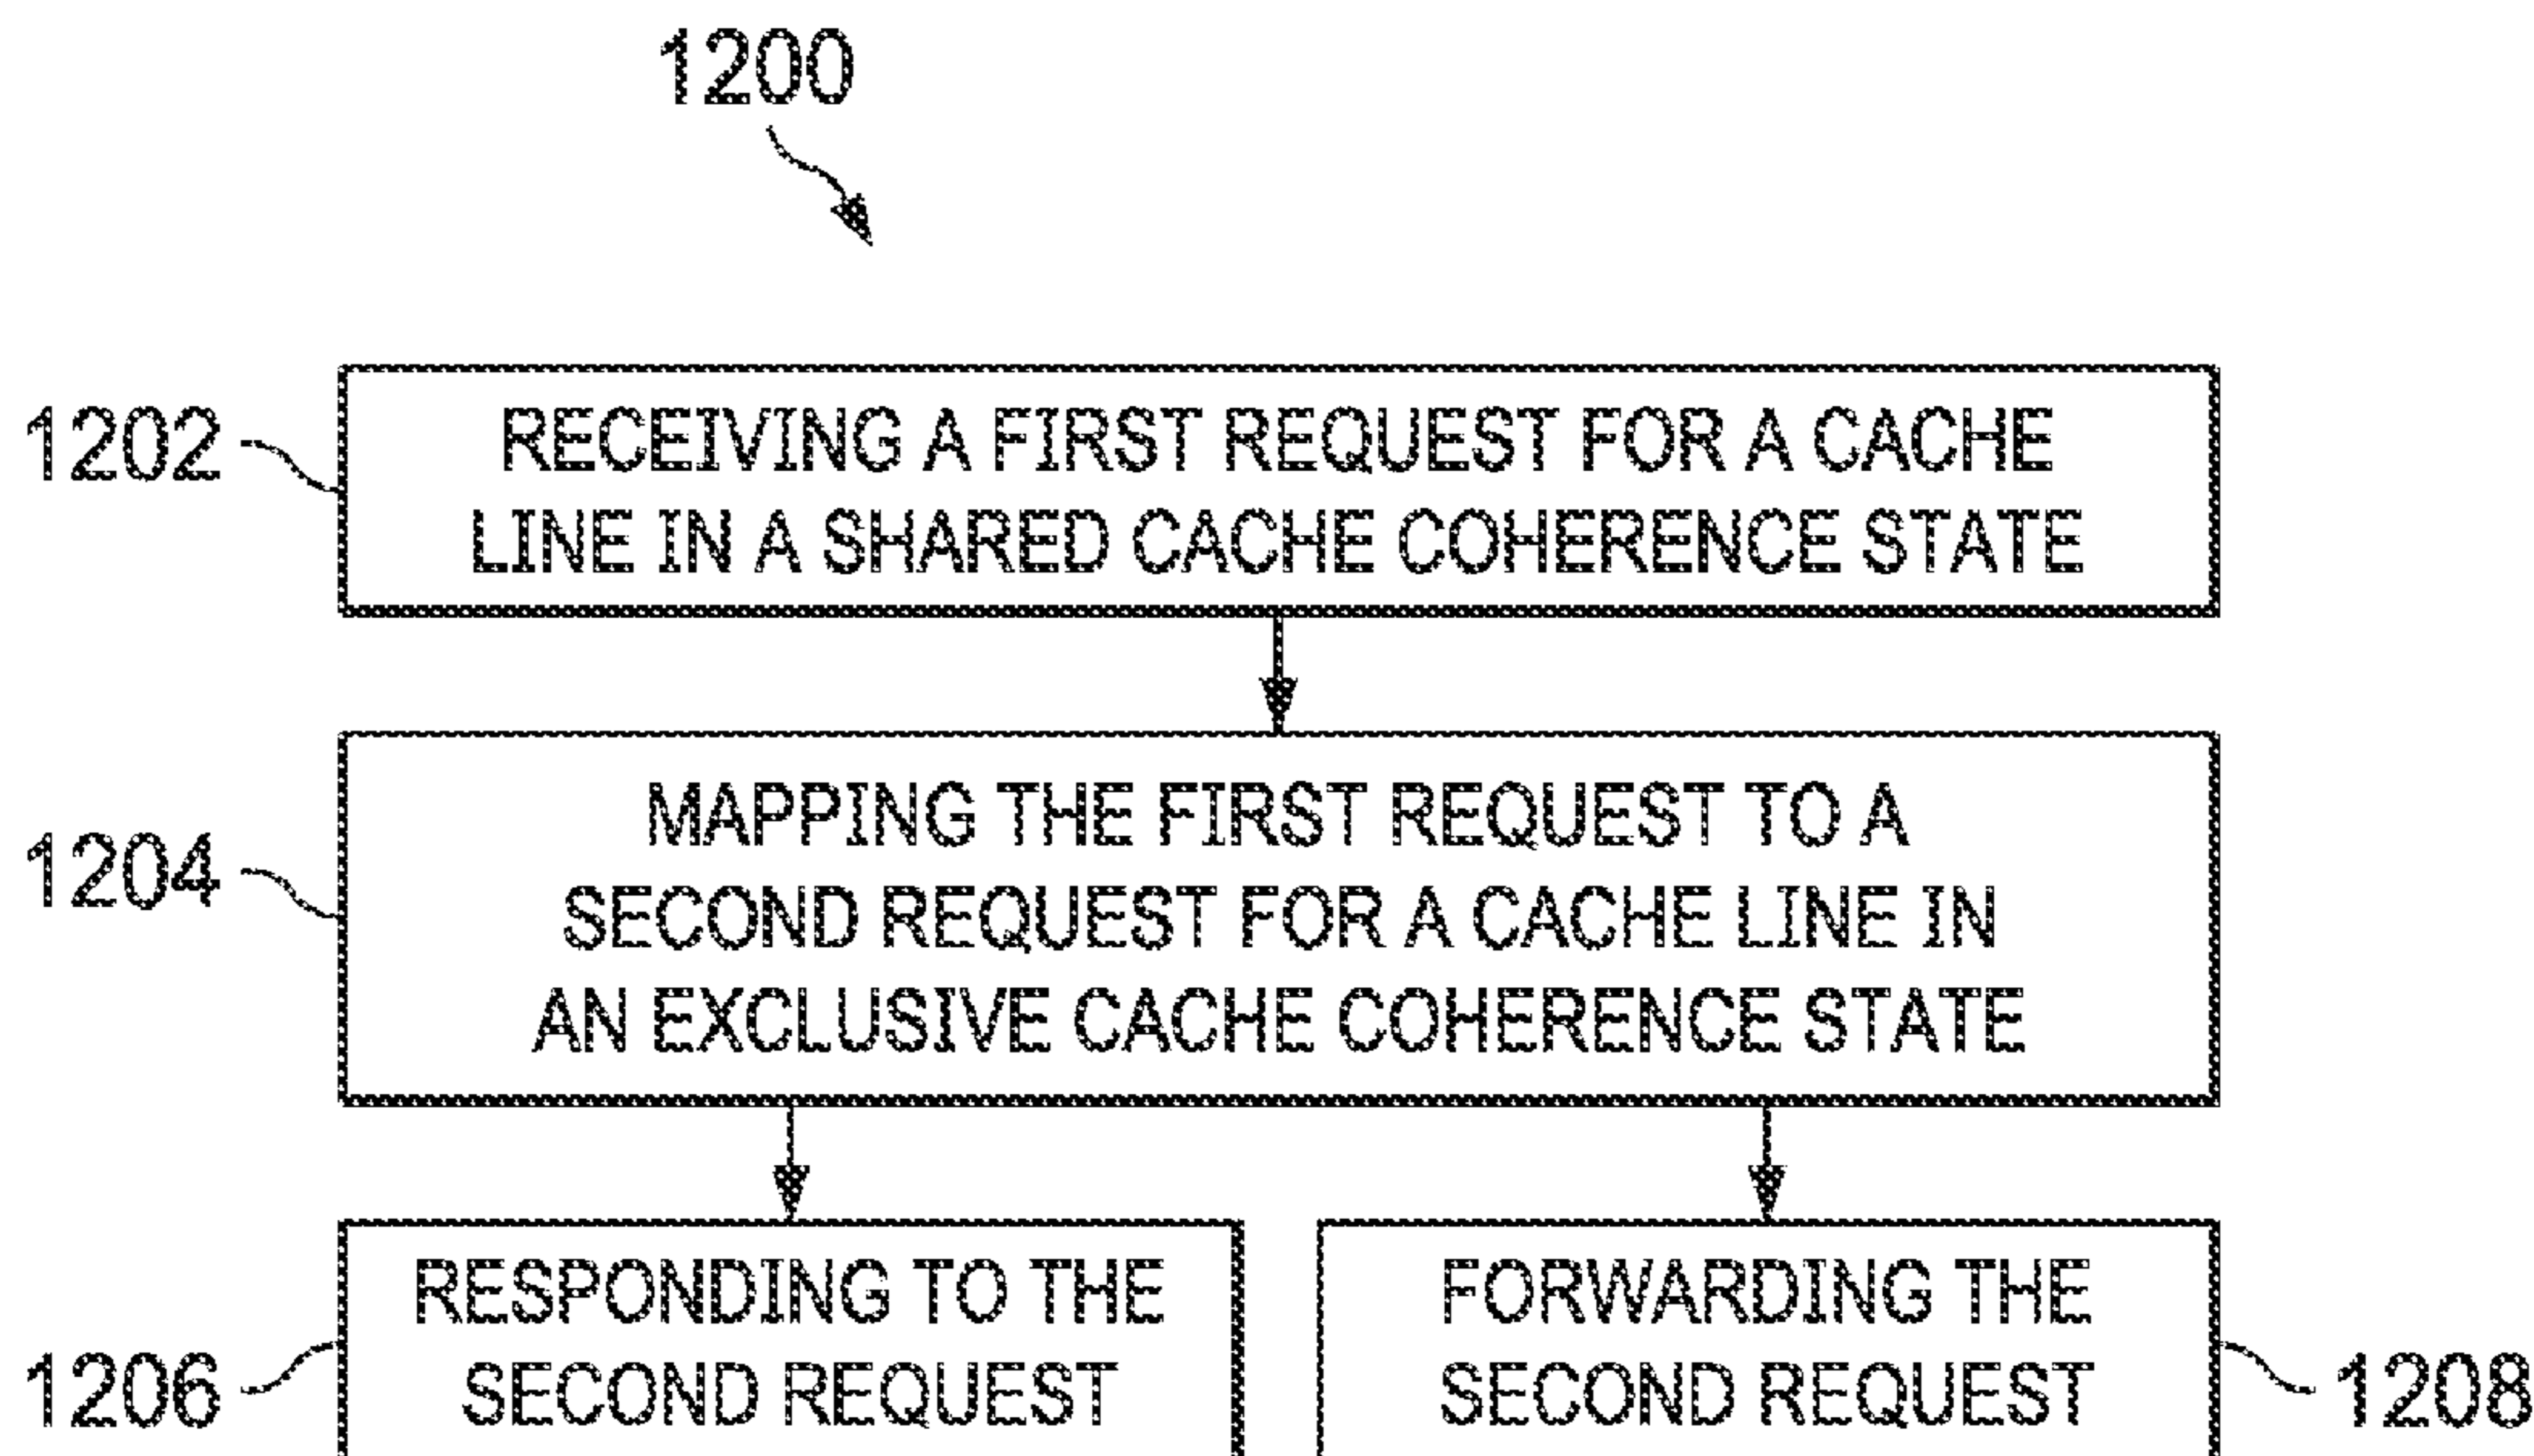 1200
1202
RECEIVING A FIRST REQUEST FOR A CACHE
LINE IN A SHARED CACHE COHERENCE STATE
1204
MAPPING THE FIRST REQUEST TO A
SECOND REQUEST FOR A CACHE LINE IN
AN EXCLUSIVE CACHE COHERENCE STATE
1206
RESPONDING TO THE
SECOND REQUEST
FORWARDING THE
SECOND REQUEST
1208